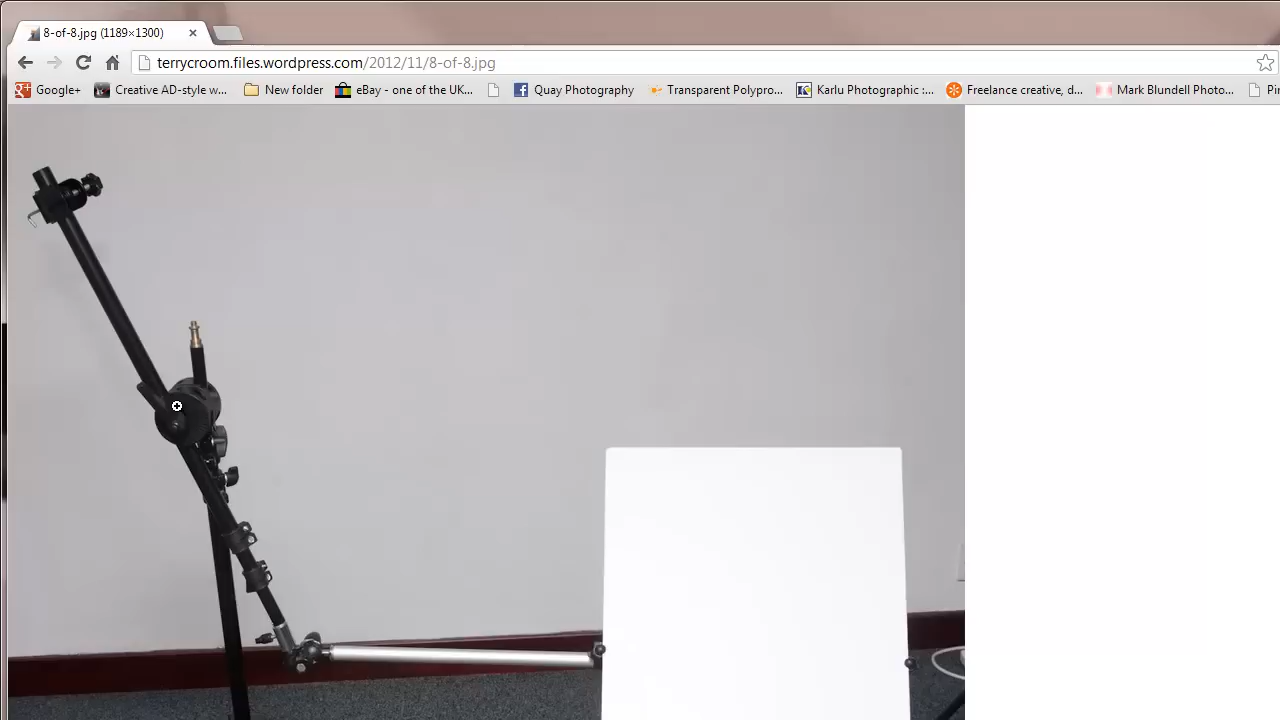 8-of-8.jpg (1189×1300)
terrycroom.files.wordpress.com/2012/11/8-of-8.jpg
Google+ Creative AD-style w... New folder eBay - one of the UK... Quay Photography Transparent Polypro... Karlu Photographic :... Freelance creative, d... Mark Blundell Photo... Pi